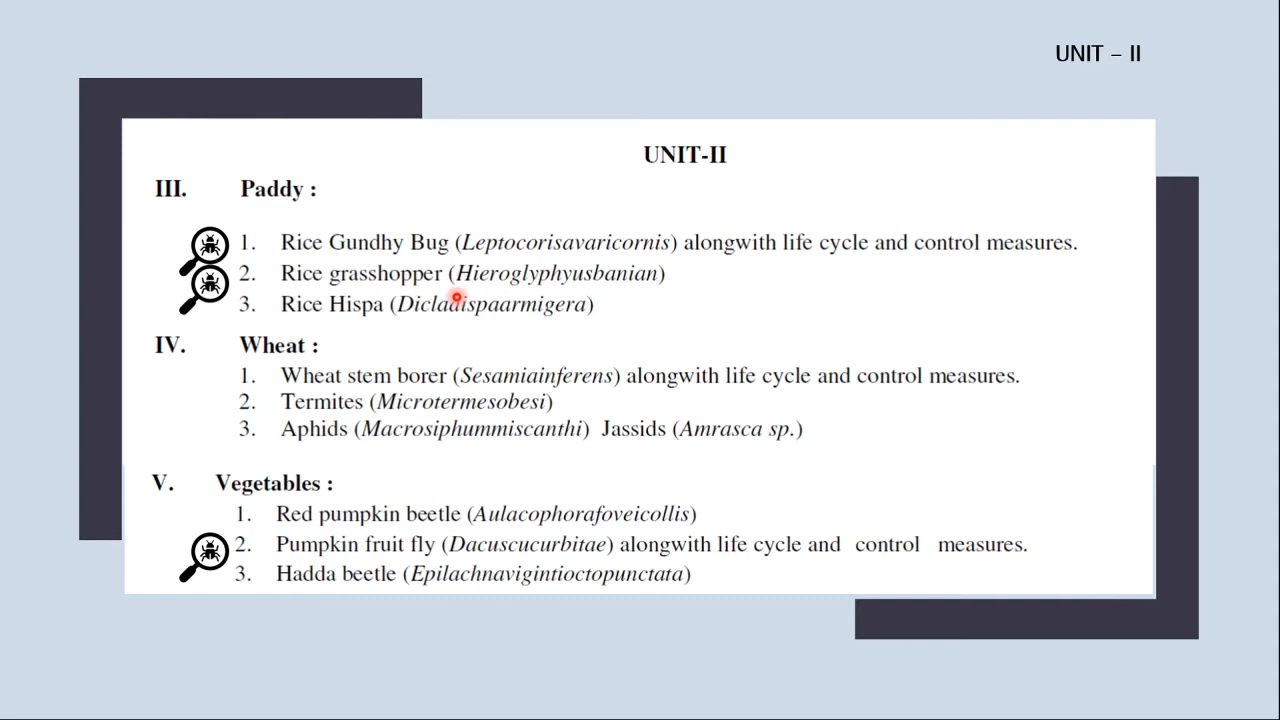 UNIT – II
UNIT-II
III. Paddy :
1. Rice Gundhy Bug (Leptocorisavaricornis) alongwith life cycle and control measures.
2. Rice grasshopper (Hieroglyphyusbanian)
3. Rice Hispa (Dicladispaarmigera)
IV. Wheat :
1. Wheat stem borer (Sesamiainferens) alongwith life cycle and control measures.
2. Termites (Microtermesobesi)
3. Aphids (Macrosiphummiscanthi) Jassids (Amrasca sp.)
V. Vegetables :
1. Red pumpkin beetle (Aulacophorafoveicollis)
2. Pumpkin fruit fly (Dacuscucurbitae) alongwith life cycle and control measures.
3. Hadda beetle (Epilachnavigintioctopunctata)